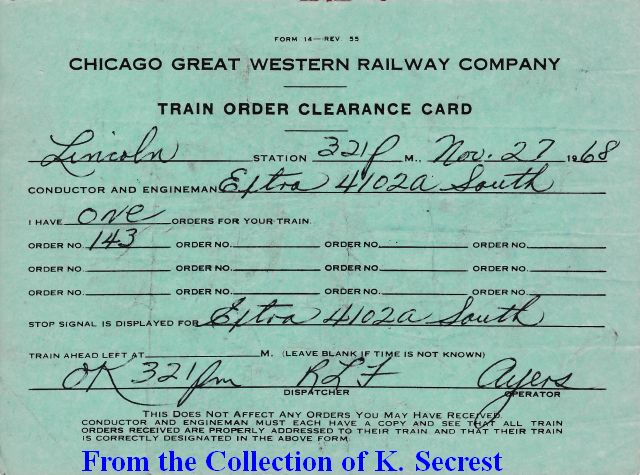 FORM 14—REV 55
CHICAGO GREAT WESTERN RAILWAY COMPANY
TRAIN ORDER CLEARANCE CARD
Lincoln STATION 321P M., Nov. 27 1968
CONDUCTOR AND ENGINEMAN Extra 4102A South
I HAVE ONE ORDERS FOR YOUR TRAIN.
ORDER NO. 143 ORDER NO. ORDER NO. ORDER NO.
ORDER NO. ORDER NO. ORDER NO. ORDER NO.
ORDER NO. ORDER NO. ORDER NO. ORDER NO.
STOP SIGNAL IS DISPLAYED FOR Extra 4102A South
TRAIN AHEAD LEFT AT M. (LEAVE BLANK IF TIME IS NOT KNOWN)
OK 321pm RLF Ayers
DISPATCHER OPERATOR
THIS DOES NOT AFFECT ANY ORDERS YOU MAY HAVE RECEIVED.
CONDUCTOR AND ENGINEMAN MUST EACH HAVE A COPY AND SEE THAT ALL TRAIN
ORDERS RECEIVED ARE PROPERLY ADDRESSED TO THEIR TRAIN AND THAT THEIR TRAIN
IS CORRECTLY DESIGNATED IN THE ABOVE FORM.
From the Collection of K. Secrest